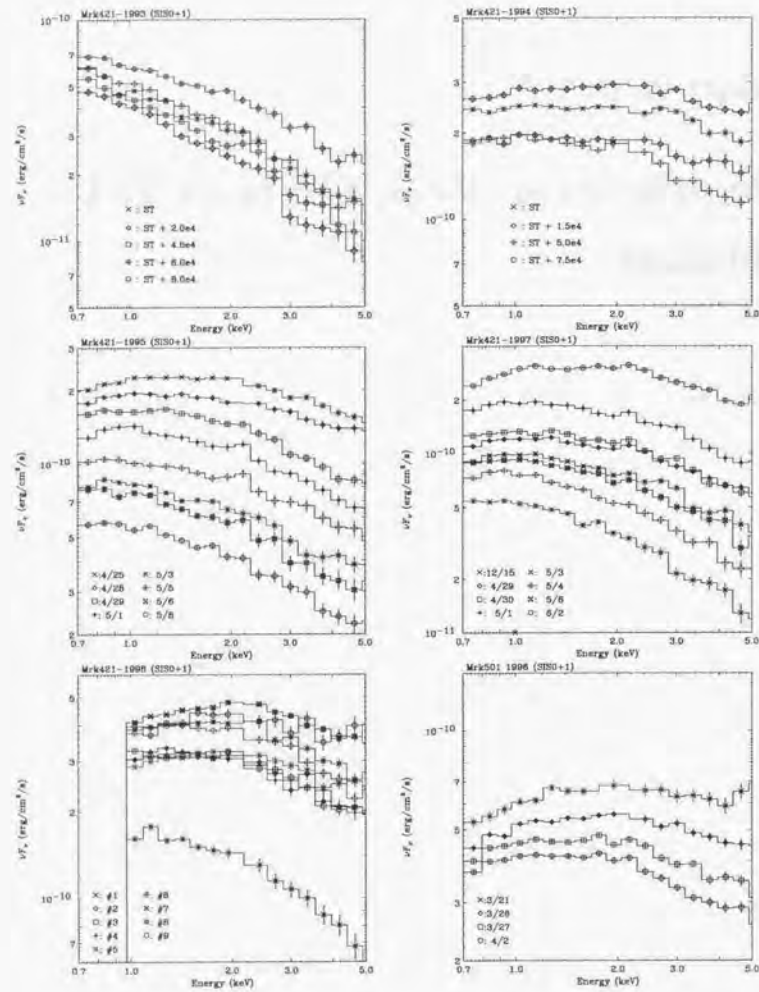 Mrk421-1993 (SIS0+1)
10⁻¹⁰
7
5
3
2
10⁻¹¹
7
5
νFᵥ (erg/cm²/s)
×: ST
◇: ST + 2.0e4
□: ST + 4.5e4
: ST + 6.0e4
○: ST + 8.0e4
0.7 1.0 2.0 3.0 5.0
Energy (keV)
Mrk421-1994 (SIS0+1)
5
3
2
10⁻¹⁰
7
5
νFᵥ (erg/cm²/s)
×: ST
◇: ST + 1.5e4
: ST + 5.0e4
: ST + 7.5e4
0.7 1.0 2.0 3.0 5.0
Energy (keV)
Mrk421-1995 (SIS0+1)
3
2
10⁻¹⁰
7
5
3
2
νFᵥ (erg/cm²/s)
×:4/25 : 5/3
◇:4/28 : 5/5
□:4/29 : 5/6
+: 5/1 ○: 5/8
0.7 1.0 2.0 3.0 5.0
Energy (keV)
Mrk421-1997 (SIS0+1)
2
10⁻¹⁰
5
2
10⁻¹¹
νFᵥ (erg/cm²/s)
×:12/15 : 5/3
◇:4/29 : 5/4
□:4/30 : 5/6
+: 5/1 : 5/2
0.7 1.0 2.0 3.0 5.0
Energy (keV)
Mrk421-1998 (SIS0+1)
5
3
2
10⁻¹⁰
7
νFᵥ (erg/cm²/s)
×: #1 : #6
◇: #2 : #7
□: #3 : #8
+: #4 ○: #9
: #5
1.0 2.0 3.0 5.0
Energy (keV)
Mrk501 1996 (SIS0+1)
10⁻¹⁰
7
5
3
2
νFᵥ (erg/cm²/s)
×:3/21
◇:3/26
□:3/27
○: 4/2
0.7 1.0 2.0 3.0 5.0
Energy (keV)